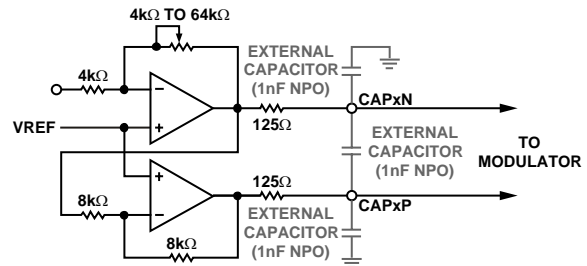 4kΩ TO 64kΩ
4kΩ
EXTERNAL
CAPACITOR
(1nF NPO)
CAPxN
VREF
125Ω
EXTERNAL
CAPACITOR
(1nF NPO)
TO
MODULATOR
125Ω
CAPxP
8kΩ
EXTERNAL
CAPACITOR
(1nF NPO)
8kΩ